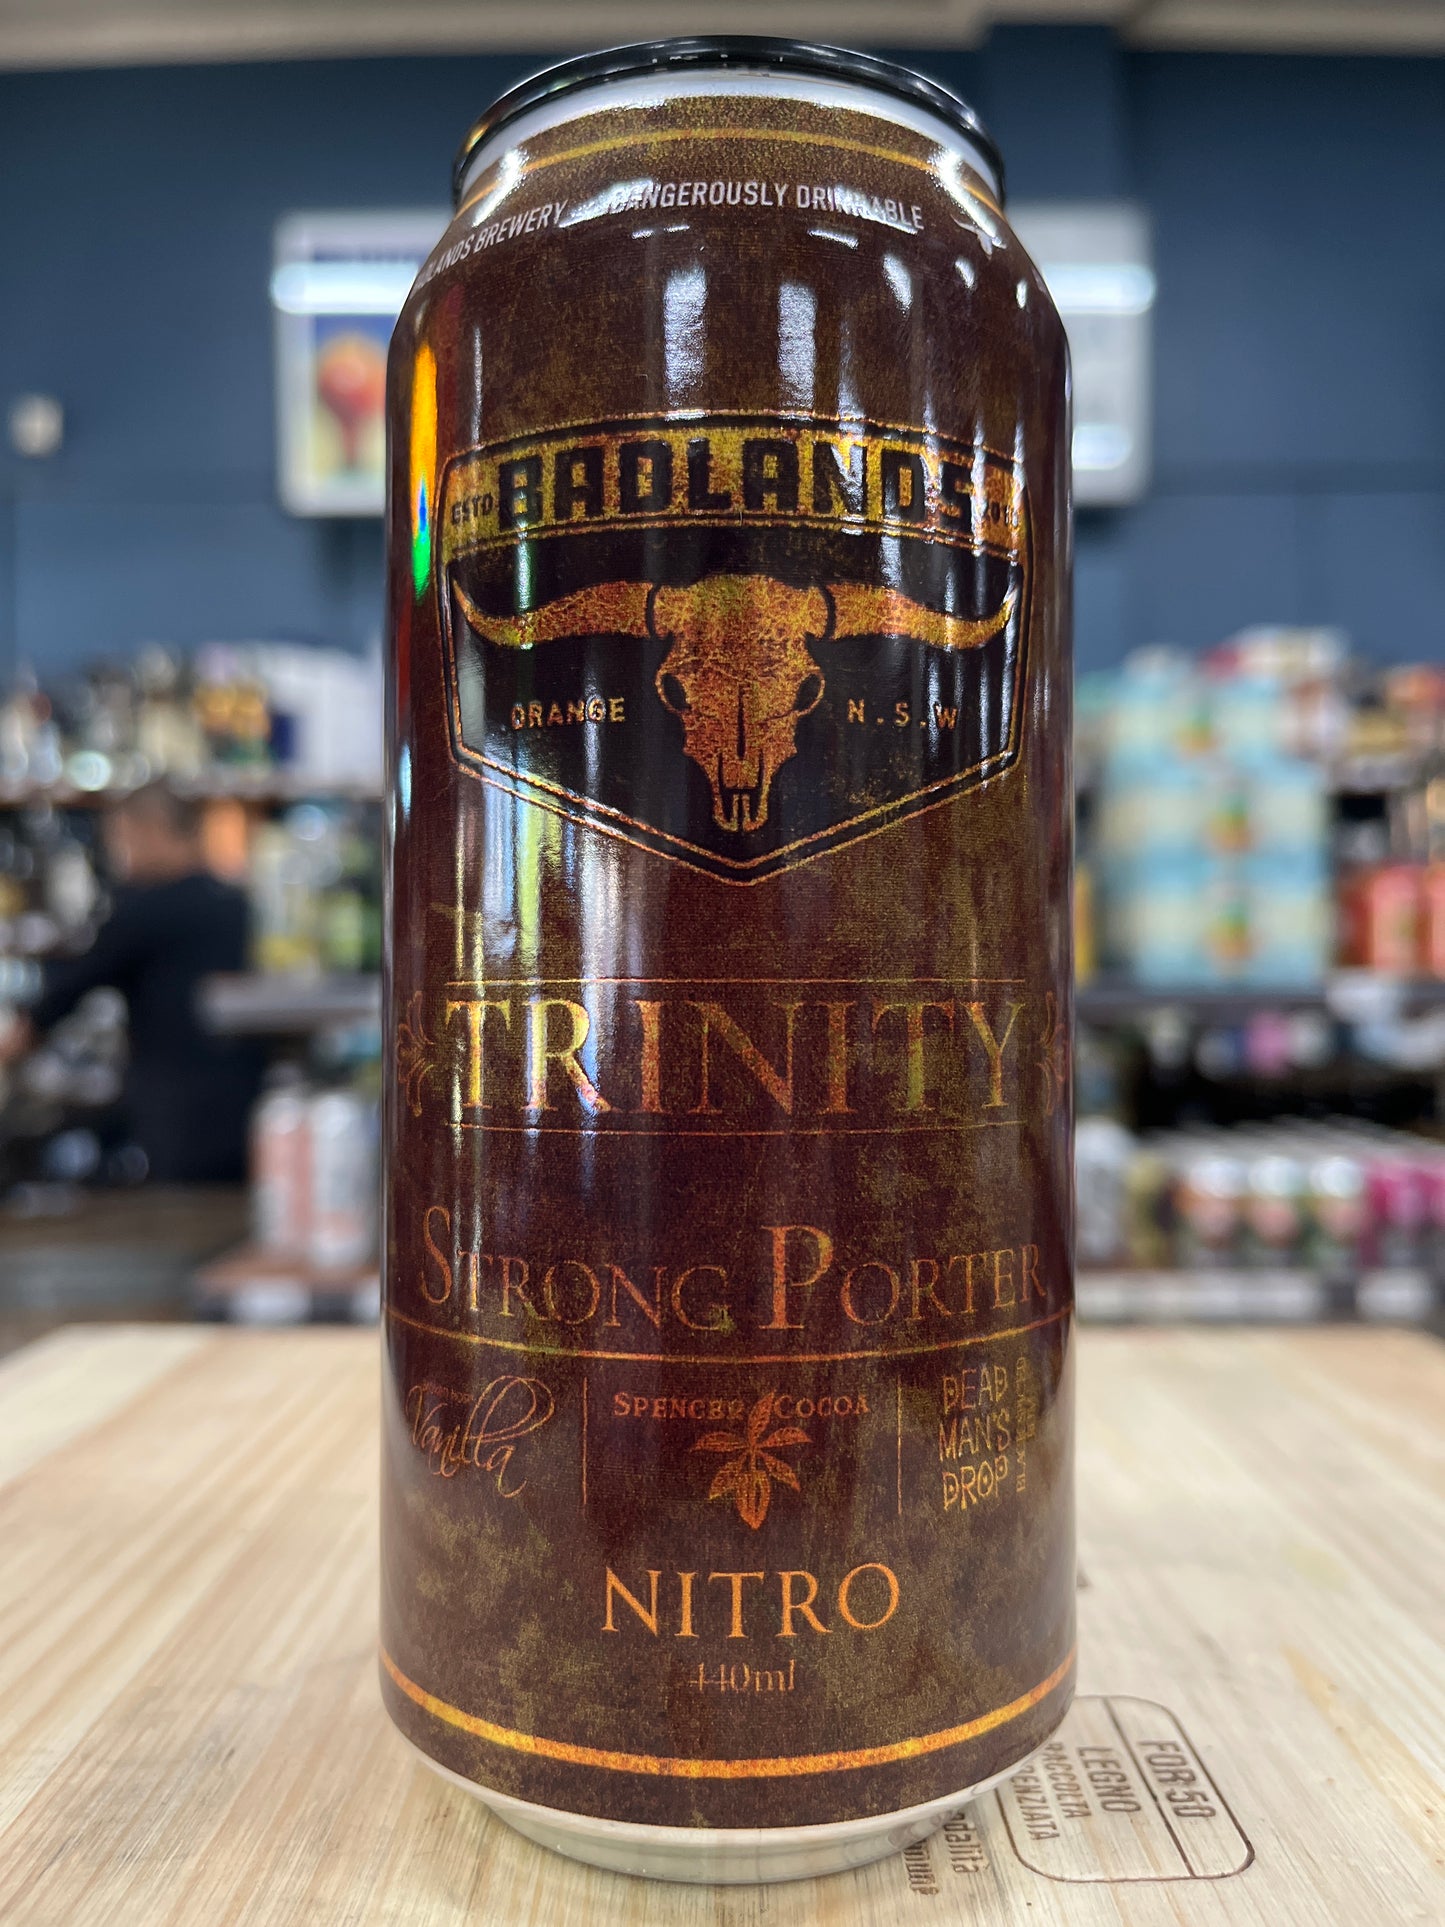 BADLANDS BREWERY DANGEROUSLY DRINKABLE
ESTD BADLANDS
ORANGE N.S.W
TRINITY
STRONG PORTER
Vanilla
SPENCER COCOA
DEAD
MAN'S
DROP
NITRO
440ml
FOR 50
LEGNO
RACCOLTA